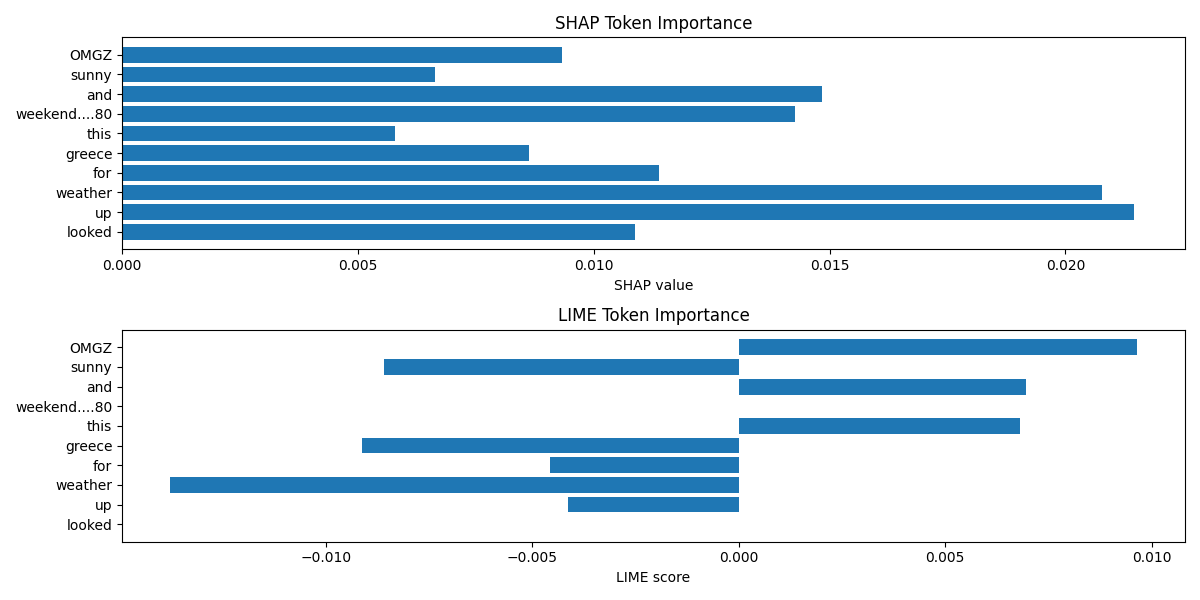 SHAP Token Importance
OMGZ
sunny
and
weekend....80
this
greece
for
weather
up
looked
0.000 0.005 0.010 0.015 0.020
SHAP value
LIME Token Importance
OMGZ
sunny
and
weekend....80
this
greece
for
weather
up
looked
−0.010 −0.005 0.000 0.005 0.010
LIME score